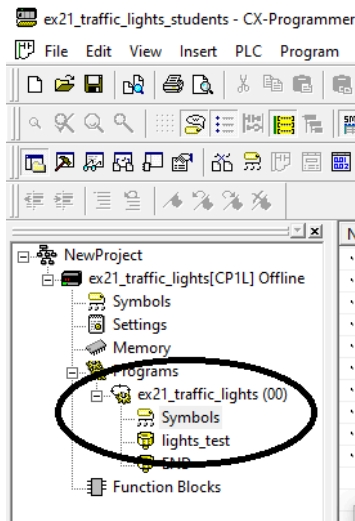 ex21_traffic_lights_students - CX-Programmer
File Edit View Insert PLC Program
NewProject
ex21_traffic_lights[CP1L] Offline
Symbols
Settings
Memory
Programs
ex21_traffic_lights (00)
Symbols
lights_test
END
Function Blocks